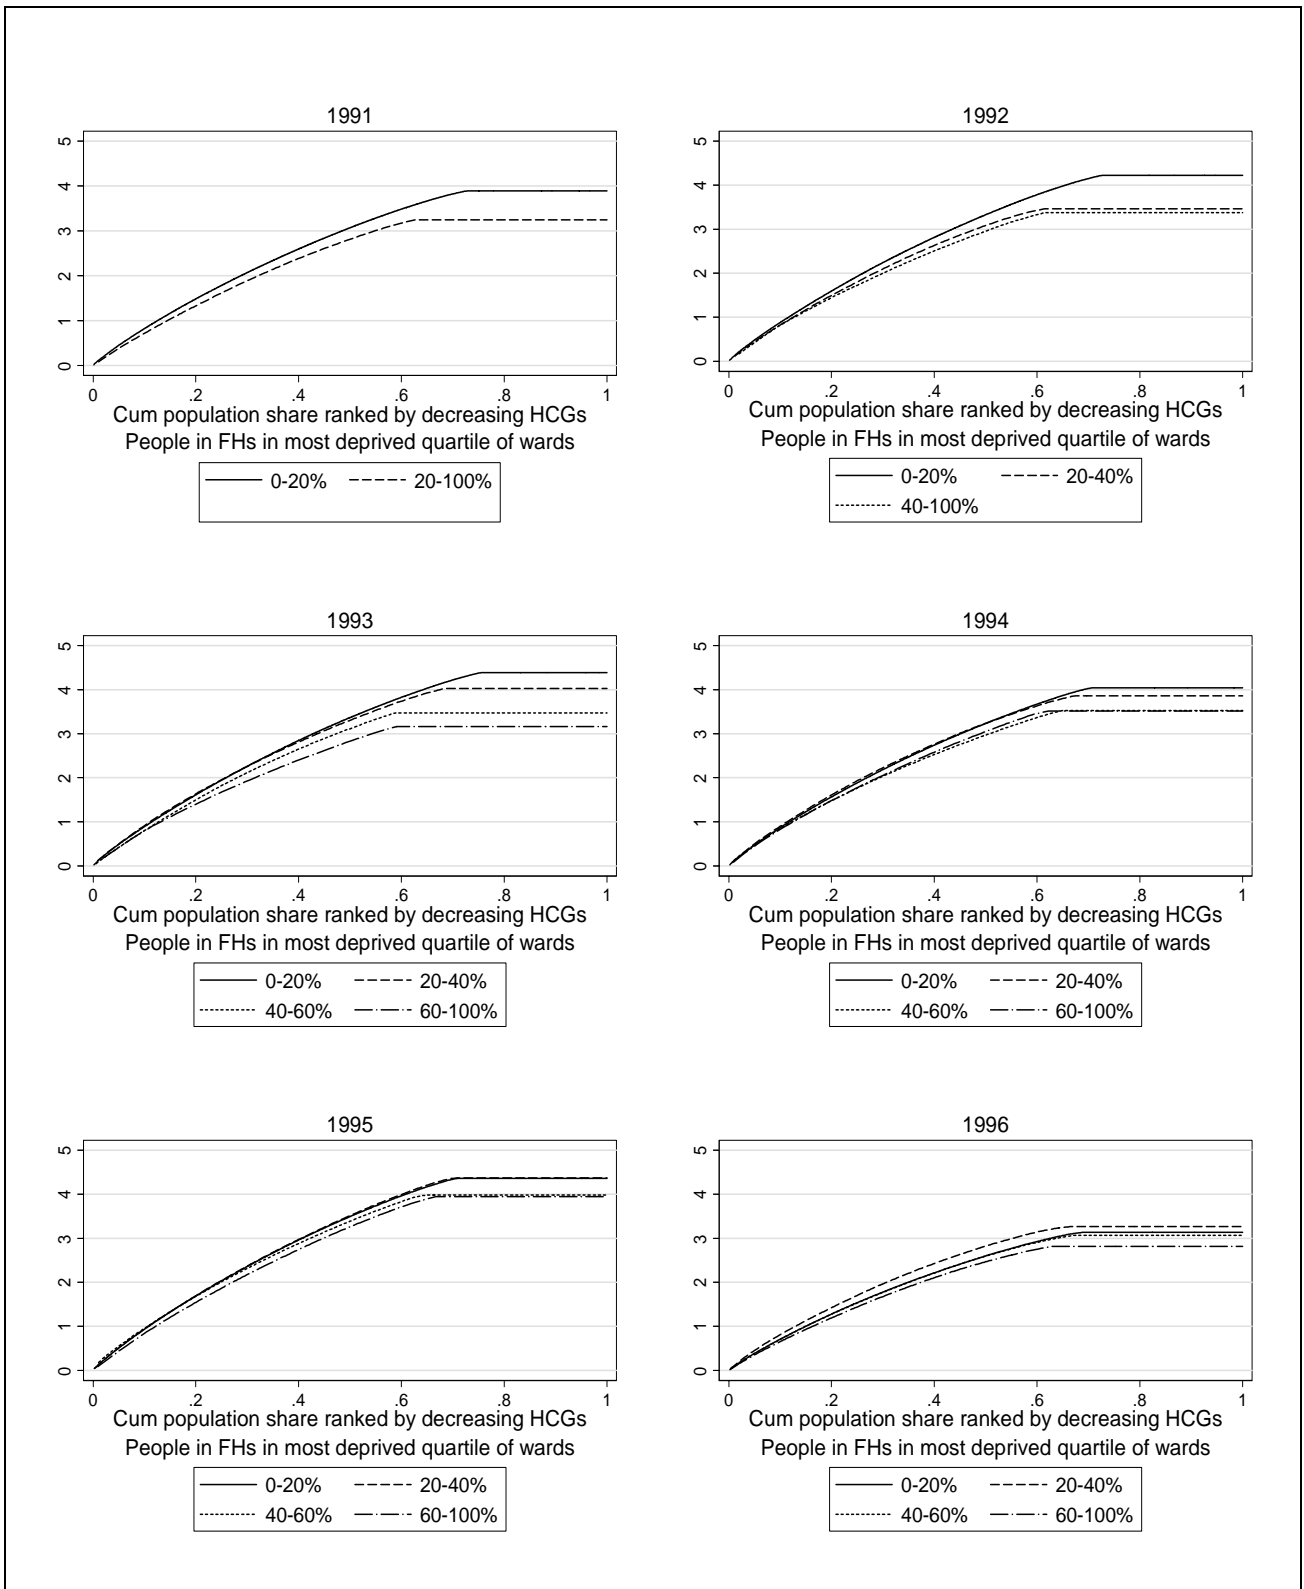 1991
5
4
3
2
1
0
0 .2 .4 .6 .8 1
Cum population share ranked by decreasing HCGs
People in FHs in most deprived quartile of wards
0-20% 20-100%
1992
5
4
3
2
1
0
0 .2 .4 .6 .8 1
Cum population share ranked by decreasing HCGs
People in FHs in most deprived quartile of wards
0-20% 20-40%
40-100%
1993
5
4
3
2
1
0
0 .2 .4 .6 .8 1
Cum population share ranked by decreasing HCGs
People in FHs in most deprived quartile of wards
0-20% 20-40%
40-60% 60-100%
1994
5
4
3
2
1
0
0 .2 .4 .6 .8 1
Cum population share ranked by decreasing HCGs
People in FHs in most deprived quartile of wards
0-20% 20-40%
40-60% 60-100%
1995
5
4
3
2
1
0
0 .2 .4 .6 .8 1
Cum population share ranked by decreasing HCGs
People in FHs in most deprived quartile of wards
0-20% 20-40%
40-60% 60-100%
1996
5
4
3
2
1
0
0 .2 .4 .6 .8 1
Cum population share ranked by decreasing HCGs
People in FHs in most deprived quartile of wards
0-20% 20-40%
40-60% 60-100%